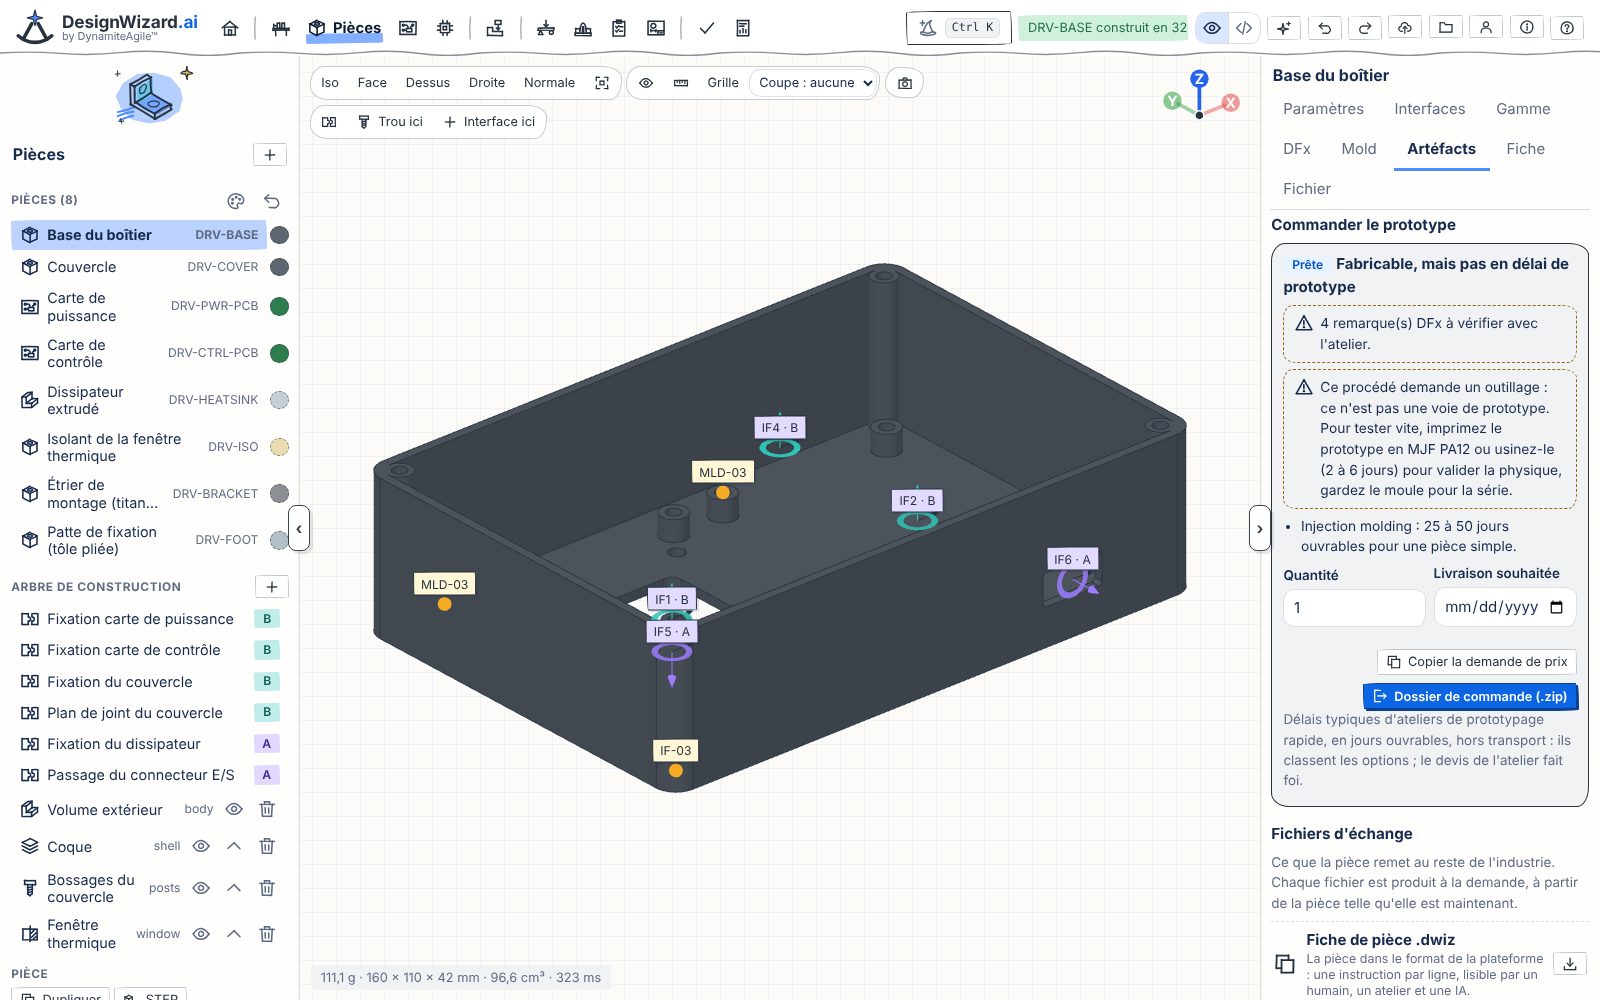 DesignWizard.ai
by DynamiteAgile™
Pièces
Ctrl K
DRV-BASE construit en 32
Pièces
PIÈCES (8)
Base du boîtier DRV-BASE
Couvercle DRV-COVER
Carte de puissance DRV-PWR-PCB
Carte de contrôle DRV-CTRL-PCB
Dissipateur extrudé DRV-HEATSINK
Isolant de la fenêtre thermique DRV-ISO
Étrier de montage (titan... DRV-BRACKET
Patte de fixation (tôle pliée) DRV-FOOT
ARBRE DE CONSTRUCTION
Fixation carte de puissance B
Fixation carte de contrôle B
Fixation du couvercle B
Plan de joint du couvercle B
Fixation du dissipateur A
Passage du connecteur E/S A
Volume extérieur body
Coque shell
Bossages du couvercle posts
Fenêtre thermique window
PIÈCE
Dupliquer STEP
Iso Face Dessus Droite Normale
Grille Coupe : aucune
Trou ici Interface ici
Z
Y
X
IF4 · B
MLD-03
IF2 · B
IF6 · A
MLD-03
IF1 · B
IF5 · A
IF-03
111,1 g · 160 × 110 × 42 mm · 96,6 cm³ · 323 ms
Base du boîtier
Paramètres Interfaces Gamme
DFx Mold Artéfacts Fiche
Fichier
Commander le prototype
Prête Fabricable, mais pas en délai de
prototype
4 remarque(s) DFx à vérifier avec
l'atelier.
Ce procédé demande un outillage :
ce n'est pas une voie de prototype.
Pour tester vite, imprimez le
prototype en MJF PA12 ou usinez-le
(2 à 6 jours) pour valider la physique,
gardez le moule pour la série.
• Injection molding : 25 à 50 jours
ouvrables pour une pièce simple.
Quantité Livraison souhaitée
1 mm/dd/yyyy
Copier la demande de prix
Dossier de commande (.zip)
Délais typiques d'ateliers de prototypage
rapide, en jours ouvrables, hors transport : ils
classent les options ; le devis de l'atelier fait
foi.
Fichiers d'échange
Ce que la pièce remet au reste de l'industrie.
Chaque fichier est produit à la demande, à partir
de la pièce telle qu'elle est maintenant.
Fiche de pièce .dwiz
La pièce dans le format de la plateforme
: une instruction par ligne, lisible par un
humain, un atelier et une IA.